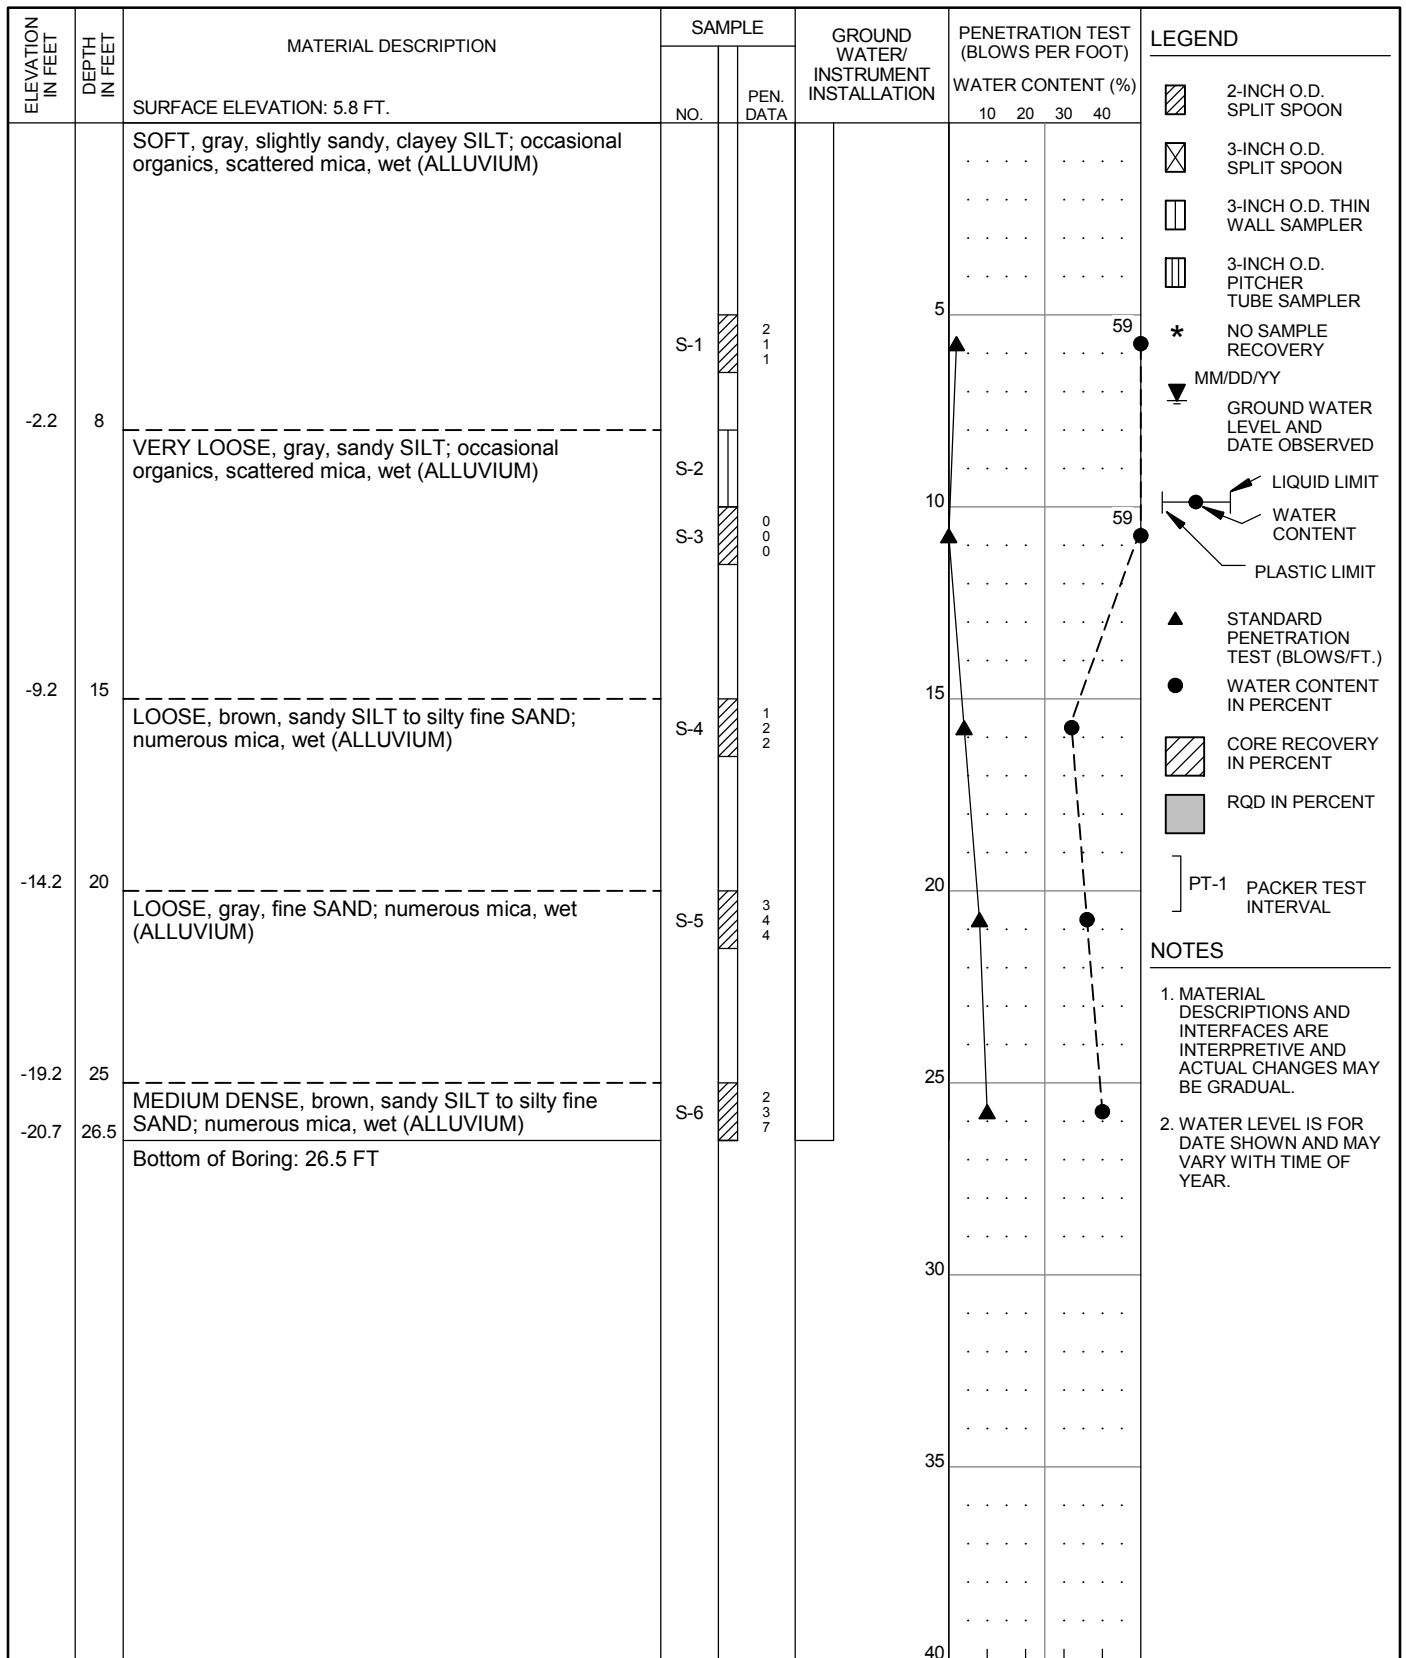 ELEVATION
IN FEET
DEPTH
IN FEET
MATERIAL DESCRIPTION
SURFACE ELEVATION: 5.8 FT.
SAMPLE
NO.
PEN.
DATA
GROUND
WATER/
INSTRUMENT
INSTALLATION
PENETRATION TEST
(BLOWS PER FOOT)
WATER CONTENT (%)
10 20 30 40
SOFT, gray, slightly sandy, clayey SILT; occasional
organics, scattered mica, wet (ALLUVIUM)
5
S-1
2
1
1
59
-2.2 8
VERY LOOSE, gray, sandy SILT; occasional
organics, scattered mica, wet (ALLUVIUM)
S-2
10
S-3
0
0
0
59
-9.2 15
15
LOOSE, brown, sandy SILT to silty fine SAND;
numerous mica, wet (ALLUVIUM)
S-4
1
2
2
-14.2 20
20
LOOSE, gray, fine SAND; numerous mica, wet
(ALLUVIUM)
S-5
3
4
4
-19.2 25
25
MEDIUM DENSE, brown, sandy SILT to silty fine
SAND; numerous mica, wet (ALLUVIUM)
S-6
2
3
7
-20.7 26.5
Bottom of Boring: 26.5 FT
30
35
40
LEGEND
2-INCH O.D.
SPLIT SPOON
3-INCH O.D.
SPLIT SPOON
3-INCH O.D. THIN
WALL SAMPLER
3-INCH O.D.
PITCHER
TUBE SAMPLER
* NO SAMPLE
RECOVERY
MM/DD/YY
GROUND WATER
LEVEL AND
DATE OBSERVED
LIQUID LIMIT
WATER
CONTENT
PLASTIC LIMIT
STANDARD
PENETRATION
TEST (BLOWS/FT.)
WATER CONTENT
IN PERCENT
CORE RECOVERY
IN PERCENT
RQD IN PERCENT
PT-1 PACKER TEST
INTERVAL
NOTES
1. MATERIAL
DESCRIPTIONS AND
INTERFACES ARE
INTERPRETIVE AND
ACTUAL CHANGES MAY
BE GRADUAL.
2. WATER LEVEL IS FOR
DATE SHOWN AND MAY
VARY WITH TIME OF
YEAR.